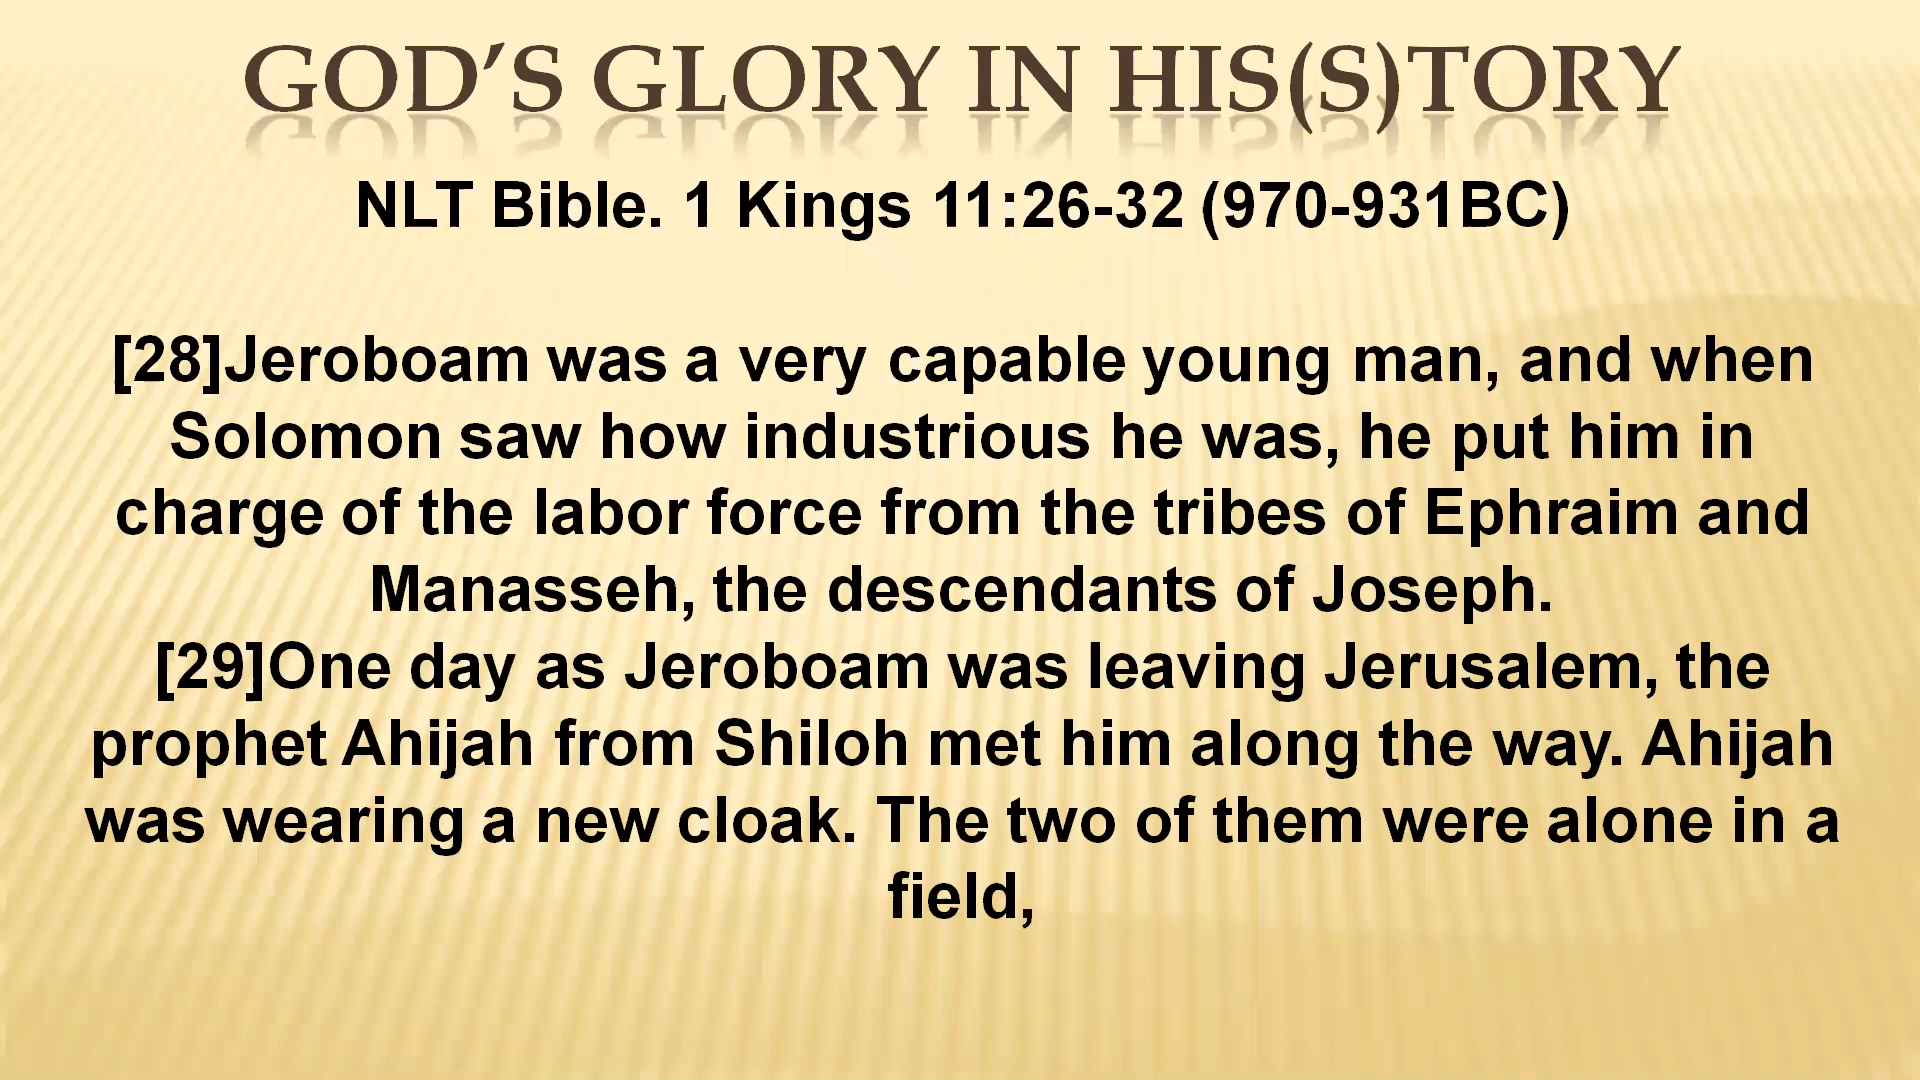 GOD’S GLORY IN HIS(S)TORY
NLT Bible. 1 Kings 11:26-32 (970-931BC)
[28]Jeroboam was a very capable young man, and when
Solomon saw how industrious he was, he put him in
charge of the labor force from the tribes of Ephraim and
Manasseh, the descendants of Joseph.
[29]One day as Jeroboam was leaving Jerusalem, the
prophet Ahijah from Shiloh met him along the way. Ahijah
was wearing a new cloak. The two of them were alone in a
field,